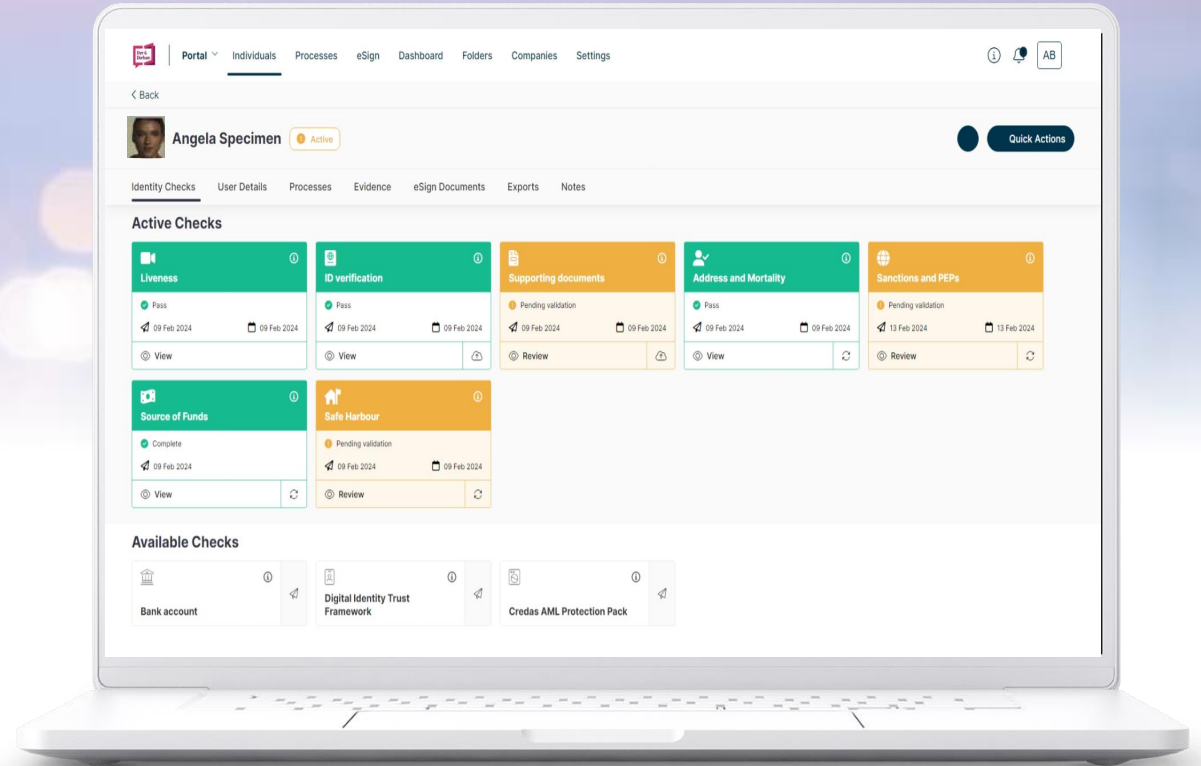 Dye & Durham
Portal Individuals Processes eSign Dashboard Folders Companies Settings AB
Back
Angela Specimen Active Quick Actions
Identity Checks User Details Processes Evidence eSign Documents Exports Notes
Active Checks
Liveness
Pass
09 Feb 2024 09 Feb 2024
View
ID verification
Pass
09 Feb 2024 09 Feb 2024
View
Supporting documents
Pending validation
09 Feb 2024 09 Feb 2024
Review
Address and Mortality
Pass
09 Feb 2024 09 Feb 2024
View
Sanctions and PEPs
Pending validation
13 Feb 2024 13 Feb 2024
Review
Source of Funds
Complete
09 Feb 2024
View
Safe Harbour
Pending validation
09 Feb 2024 09 Feb 2024
Review
Available Checks
Bank account
Digital Identity Trust
Framework
Credas AML Protection Pack